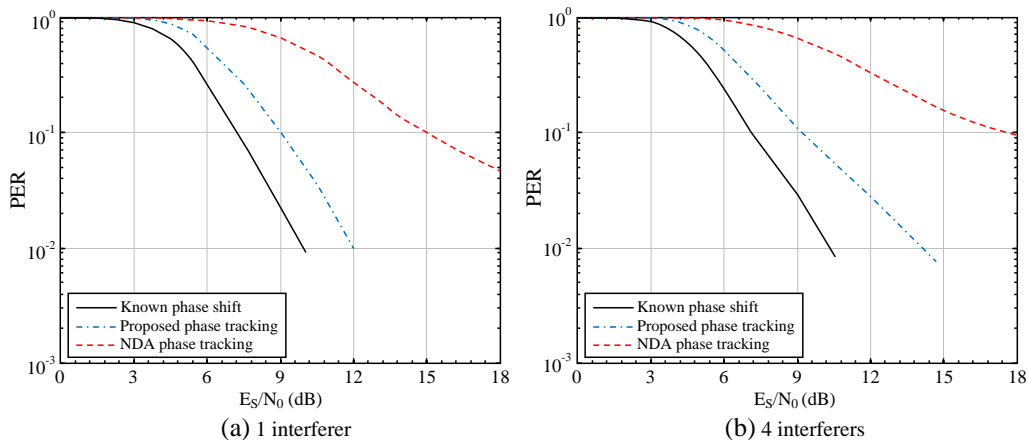 10^0
10^-1
10^-2
10^-3
PER
0 3 6 9 12 15 18
E_S/N_0 (dB)
Known phase shift
Proposed phase tracking
NDA phase tracking
(a) 1 interferer
10^0
10^-1
10^-2
10^-3
PER
0 3 6 9 12 15 18
E_S/N_0 (dB)
Known phase shift
Proposed phase tracking
NDA phase tracking
(b) 4 interferers